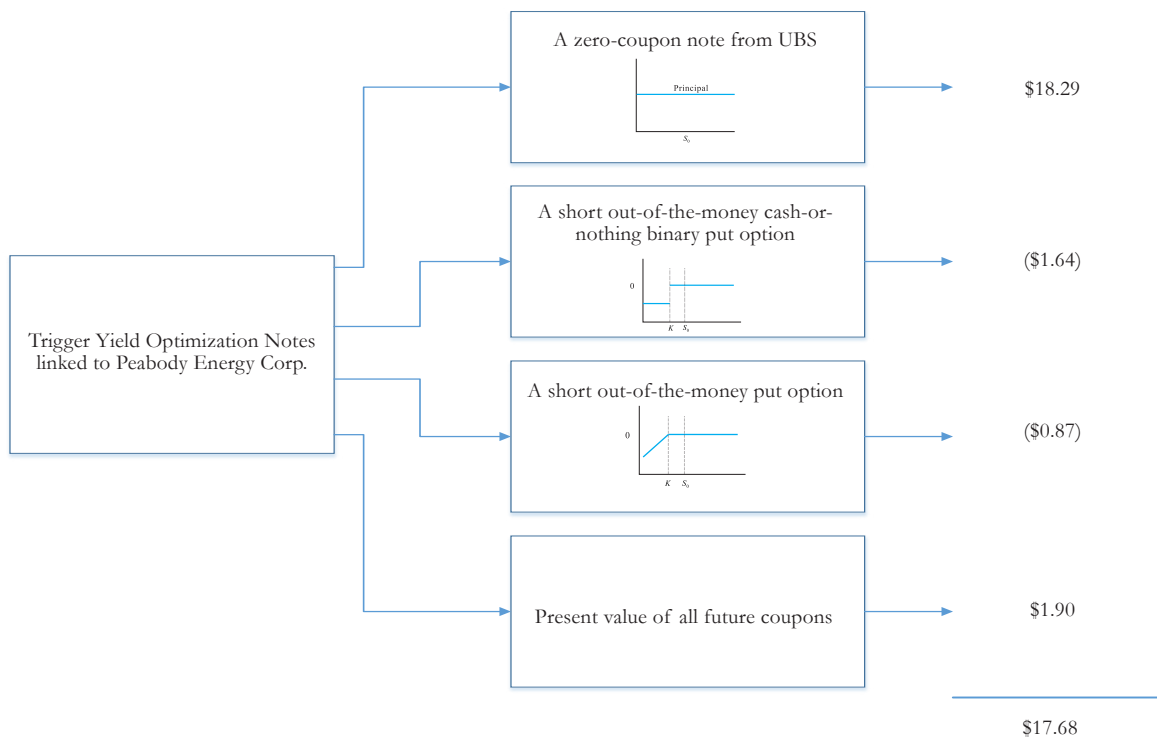 A zero-coupon note from UBS
Principal
S₀
$18.29
A short out-of-the-money cash-or-
nothing binary put option
0
K S₀
($1.64)
Trigger Yield Optimization Notes
linked to Peabody Energy Corp.
A short out-of-the-money put option
0
K S₀
($0.87)
Present value of all future coupons
$1.90
$17.68